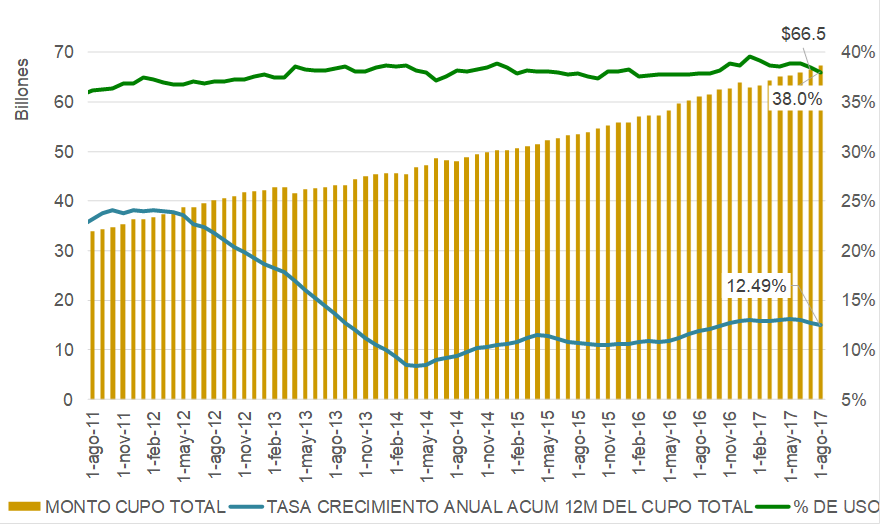 $66.5
Billones
70
60
50
40
30
20
10
0
40%
35%
30%
25%
20%
15%
10%
5%
38.0%
12.49%
1-ago-11
1-nov-11
1-feb-12
1-may-12
1-ago-12
1-nov-12
1-feb-13
1-may-13
1-ago-13
1-nov-13
1-feb-14
1-may-14
1-ago-14
1-nov-14
1-feb-15
1-may-15
1-ago-15
1-nov-15
1-feb-16
1-may-16
1-ago-16
1-nov-16
1-feb-17
1-may-17
1-ago-17
MONTO CUPO TOTAL TASA CRECIMIENTO ANUAL ACUM 12M DEL CUPO TOTAL % DE USO